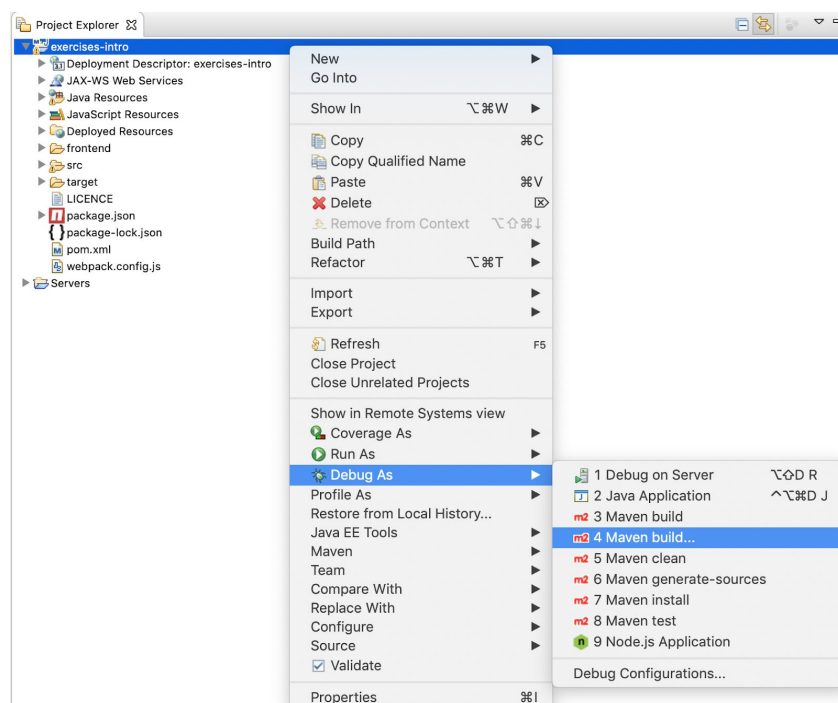 Project Explorer
exercises-intro
Deployment Descriptor: exercises-intro
JAX-WS Web Services
Java Resources
JavaScript Resources
Deployed Resources
frontend
src
target
LICENCE
package.json
package-lock.json
pom.xml
webpack.config.js
Servers
New
Go Into
Show In ⌥⌘W
Copy ⌘C
Copy Qualified Name
Paste ⌘V
Delete ⌦
Remove from Context ⌥⇧⌘↓
Build Path
Refactor ⌥⌘T
Import
Export
Refresh F5
Close Project
Close Unrelated Projects
Show in Remote Systems view
Coverage As
Run As
Debug As
Profile As
Restore from Local History...
Java EE Tools
Maven
Team
Compare With
Replace With
Configure
Source
Validate
Properties ⌘I
1 Debug on Server ⌥⇧D R
2 Java Application ^⌥⌘D J
m2 3 Maven build
m2 4 Maven build...
m2 5 Maven clean
m2 6 Maven generate-sources
m2 7 Maven install
m2 8 Maven test
n 9 Node.js Application
Debug Configurations...